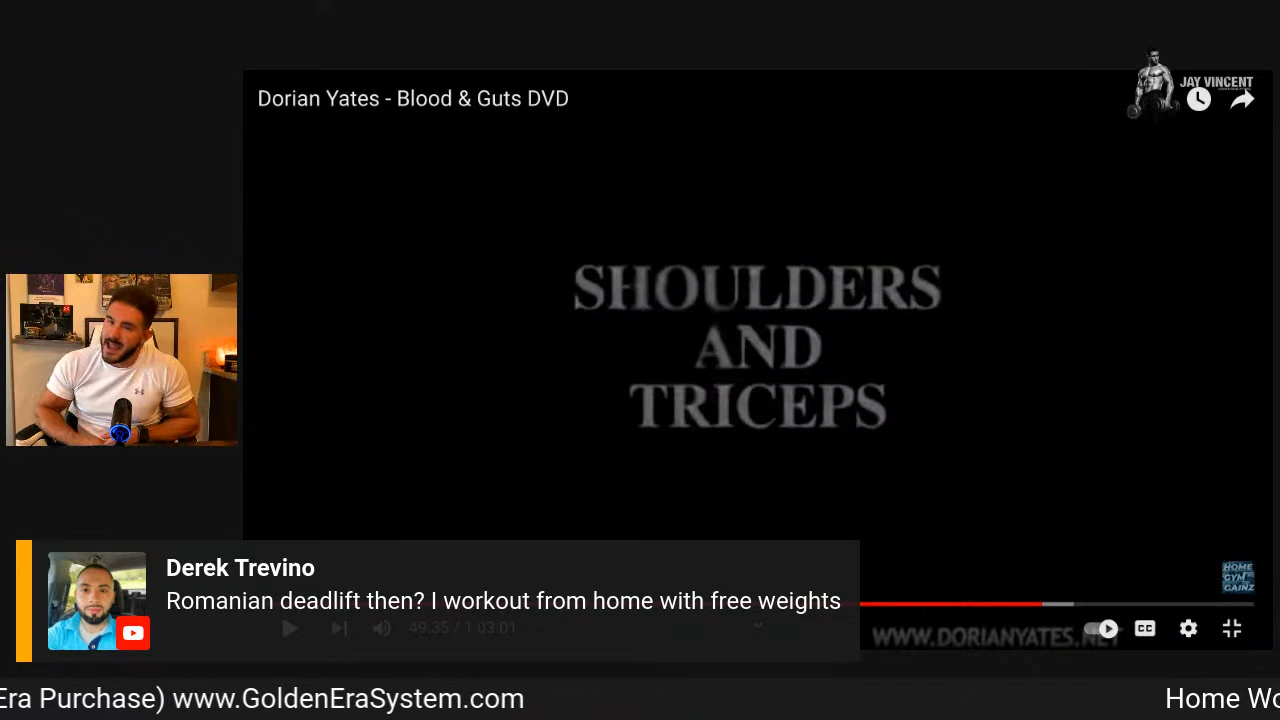 Dorian Yates - Blood & Guts DVD
JAY VINCENT
SHOULDERS
AND
TRICEPS
HOME
GYM
GAINZ
Derek Trevino
Romanian deadlift then? I workout from home with free weights
49:35 / 1:03:01
CC
WWW.DORIANYATES.NET
Era Purchase) www.GoldenEraSystem.com
Home Wo